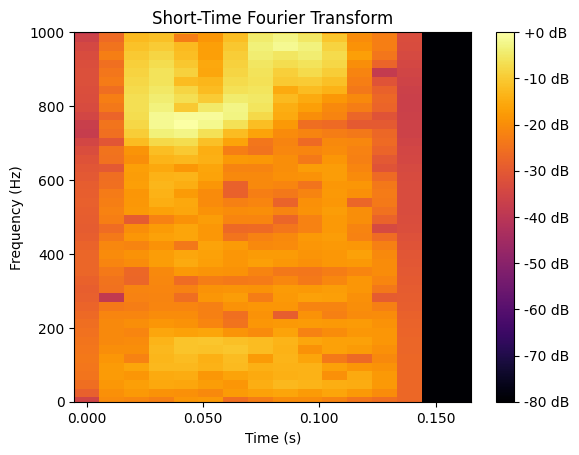 Short-Time Fourier Transform
1000
800
600
400
200
0
Frequency (Hz)
0.000
0.050
0.100
0.150
Time (s)
+0 dB
-10 dB
-20 dB
-30 dB
-40 dB
-50 dB
-60 dB
-70 dB
-80 dB